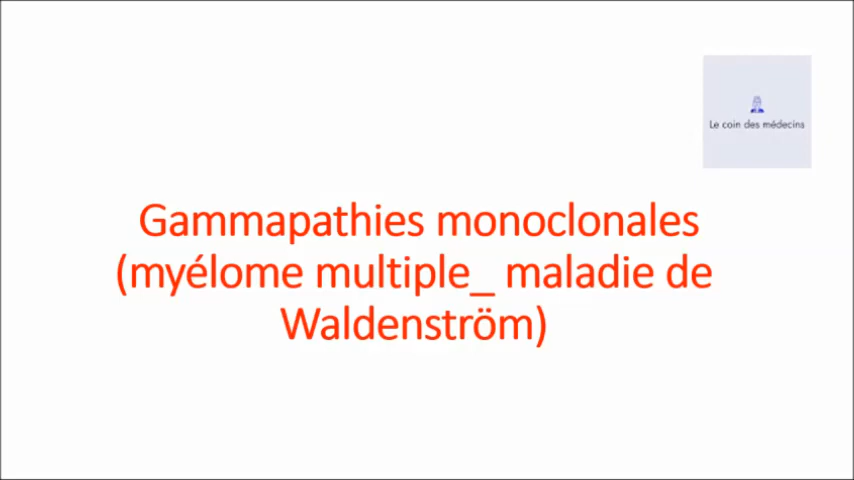 Le coin des médecins
Gammapathies monoclonales
(myélome multiple_ maladie de
Waldenström)